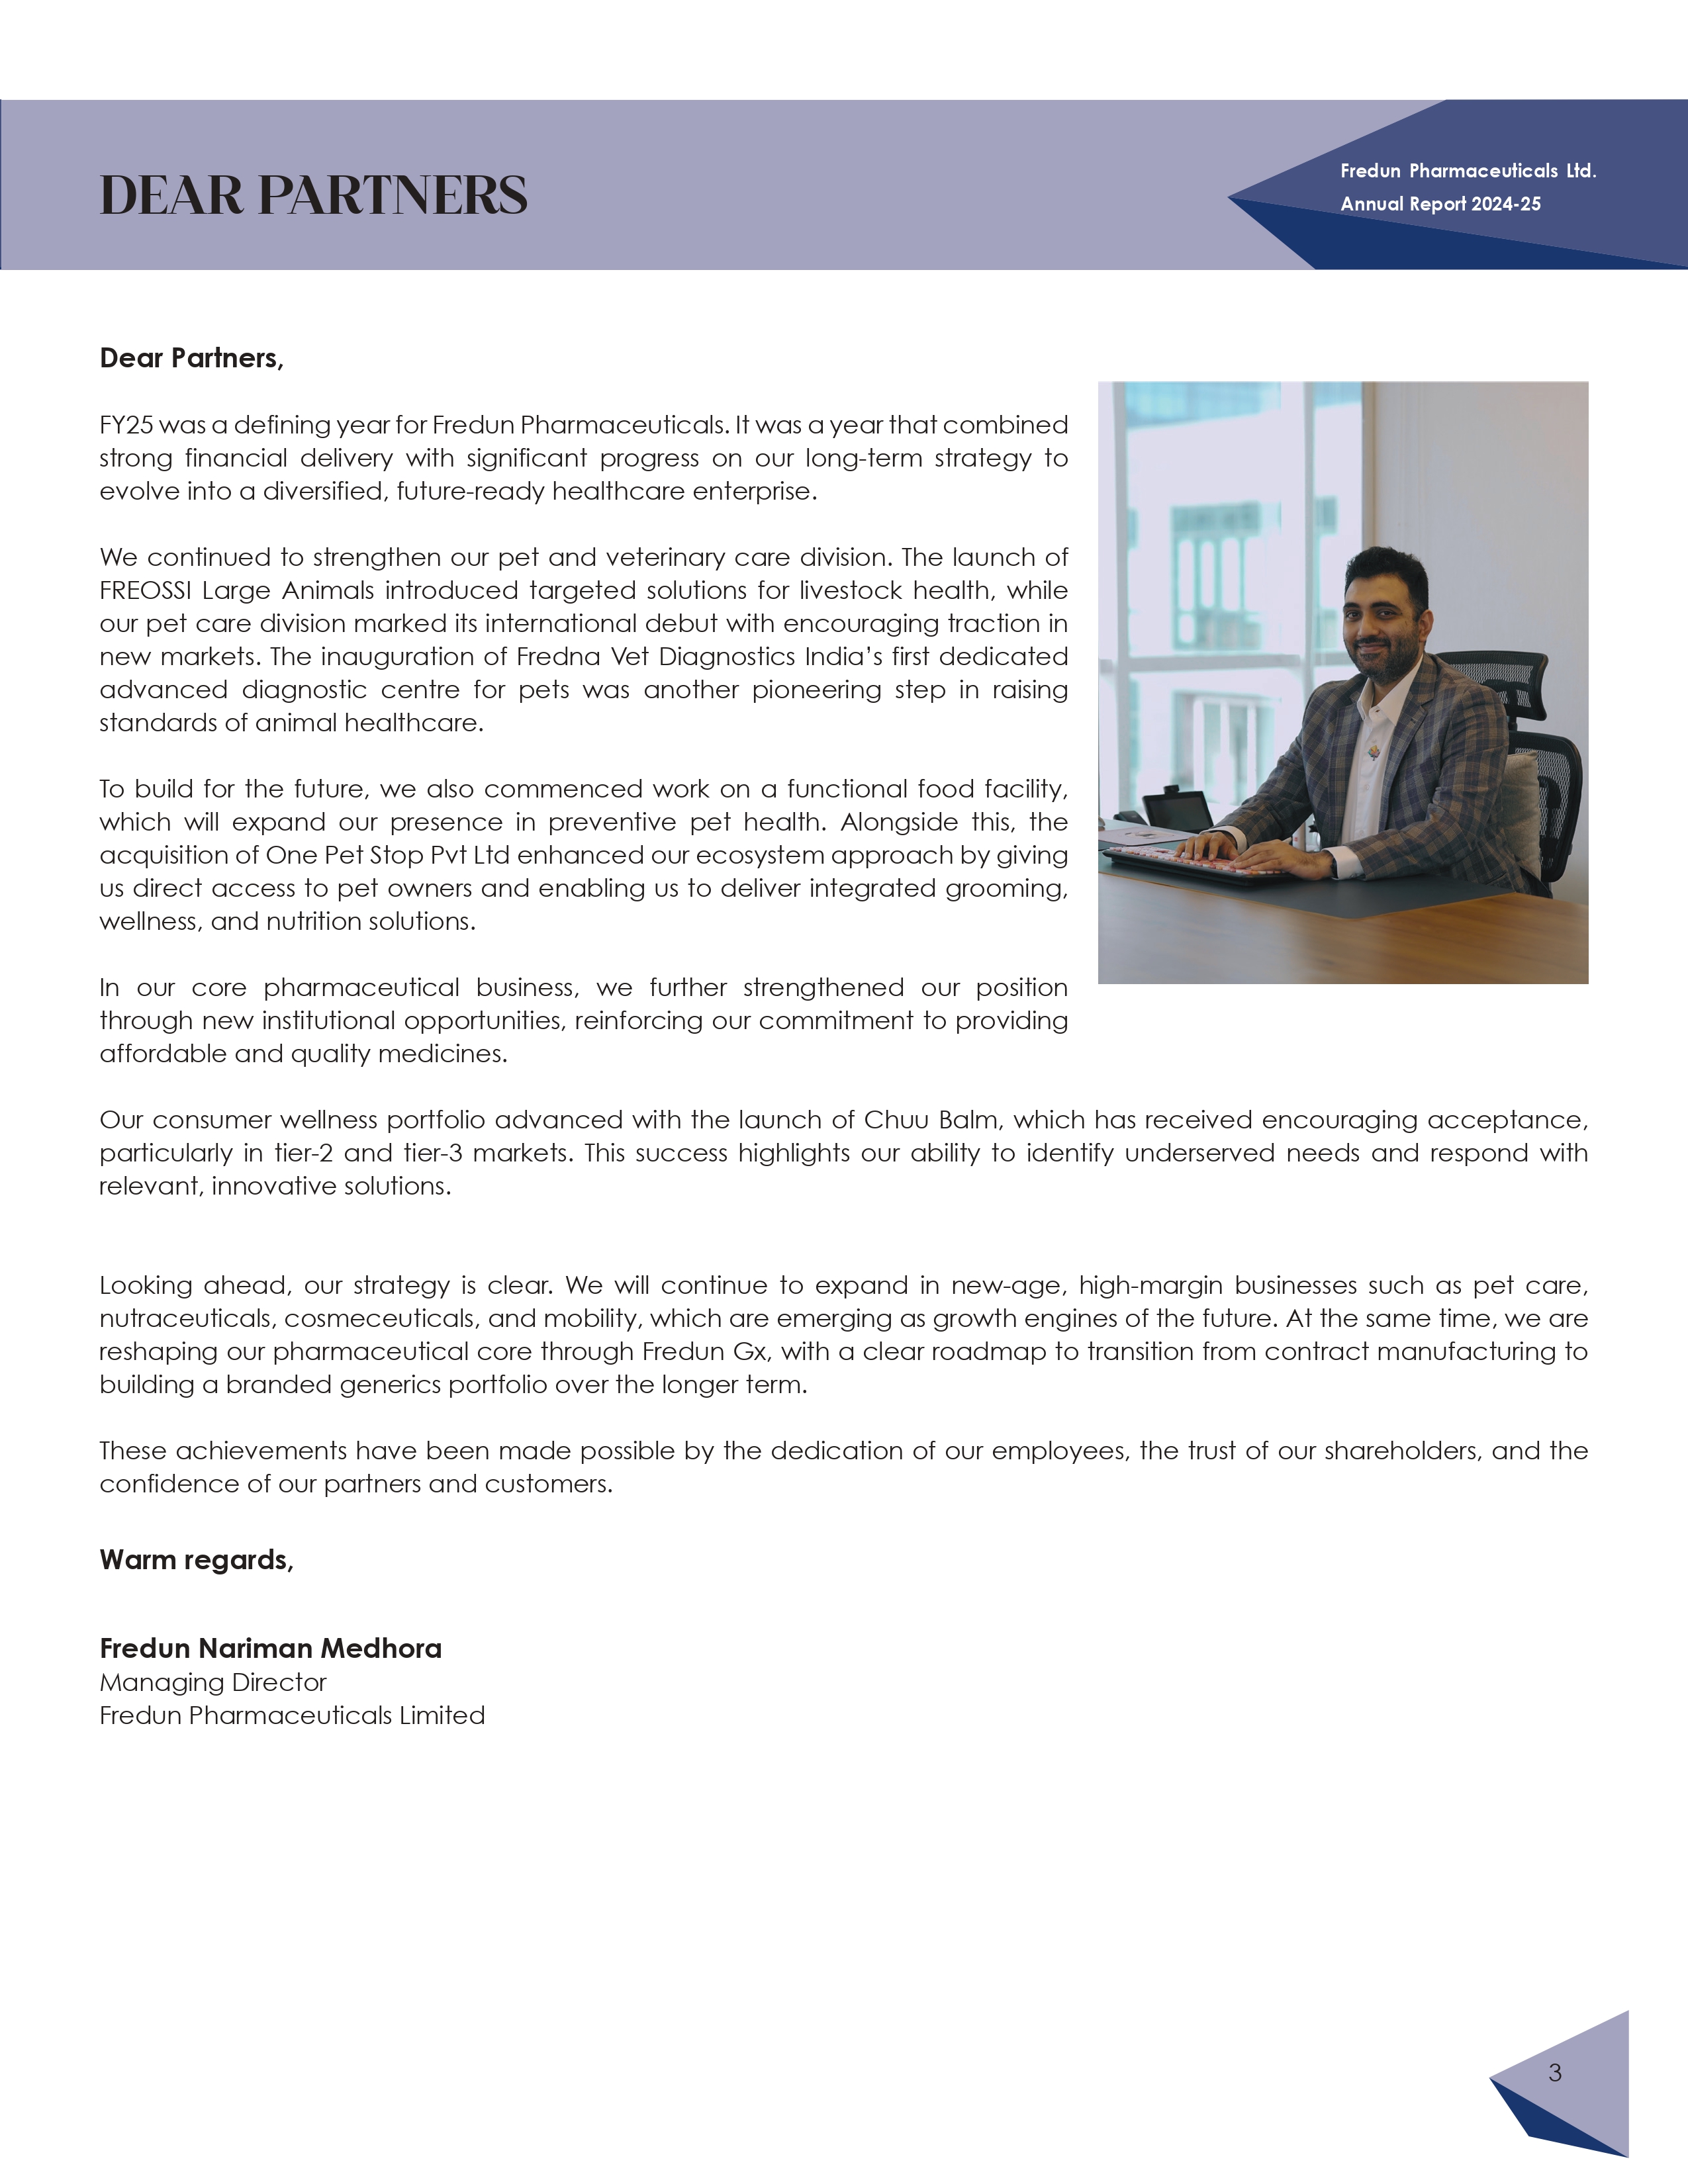 DEAR PARTNERS
Fredun Pharmaceuticals Ltd.
Annual Report 2024-25
Dear Partners,
FY25 was a defining year for Fredun Pharmaceuticals. It was a year that combined
strong financial delivery with significant progress on our long-term strategy to
evolve into a diversified, future-ready healthcare enterprise.
We continued to strengthen our pet and veterinary care division. The launch of
FREOSSI Large Animals introduced targeted solutions for livestock health, while
our pet care division marked its international debut with encouraging traction in
new markets. The inauguration of Fredna Vet Diagnostics India’s first dedicated
advanced diagnostic centre for pets was another pioneering step in raising
standards of animal healthcare.
To build for the future, we also commenced work on a functional food facility,
which will expand our presence in preventive pet health. Alongside this, the
acquisition of One Pet Stop Pvt Ltd enhanced our ecosystem approach by giving
us direct access to pet owners and enabling us to deliver integrated grooming,
wellness, and nutrition solutions.
In our core pharmaceutical business, we further strengthened our position
through new institutional opportunities, reinforcing our commitment to providing
affordable and quality medicines.
Our consumer wellness portfolio advanced with the launch of Chuu Balm, which has received encouraging acceptance,
particularly in tier-2 and tier-3 markets. This success highlights our ability to identify underserved needs and respond with
relevant, innovative solutions.
Looking ahead, our strategy is clear. We will continue to expand in new-age, high-margin businesses such as pet care,
nutraceuticals, cosmeceuticals, and mobility, which are emerging as growth engines of the future. At the same time, we are
reshaping our pharmaceutical core through Fredun Gx, with a clear roadmap to transition from contract manufacturing to
building a branded generics portfolio over the longer term.
These achievements have been made possible by the dedication of our employees, the trust of our shareholders, and the
confidence of our partners and customers.
Warm regards,
Fredun Nariman Medhora
Managing Director
Fredun Pharmaceuticals Limited
3